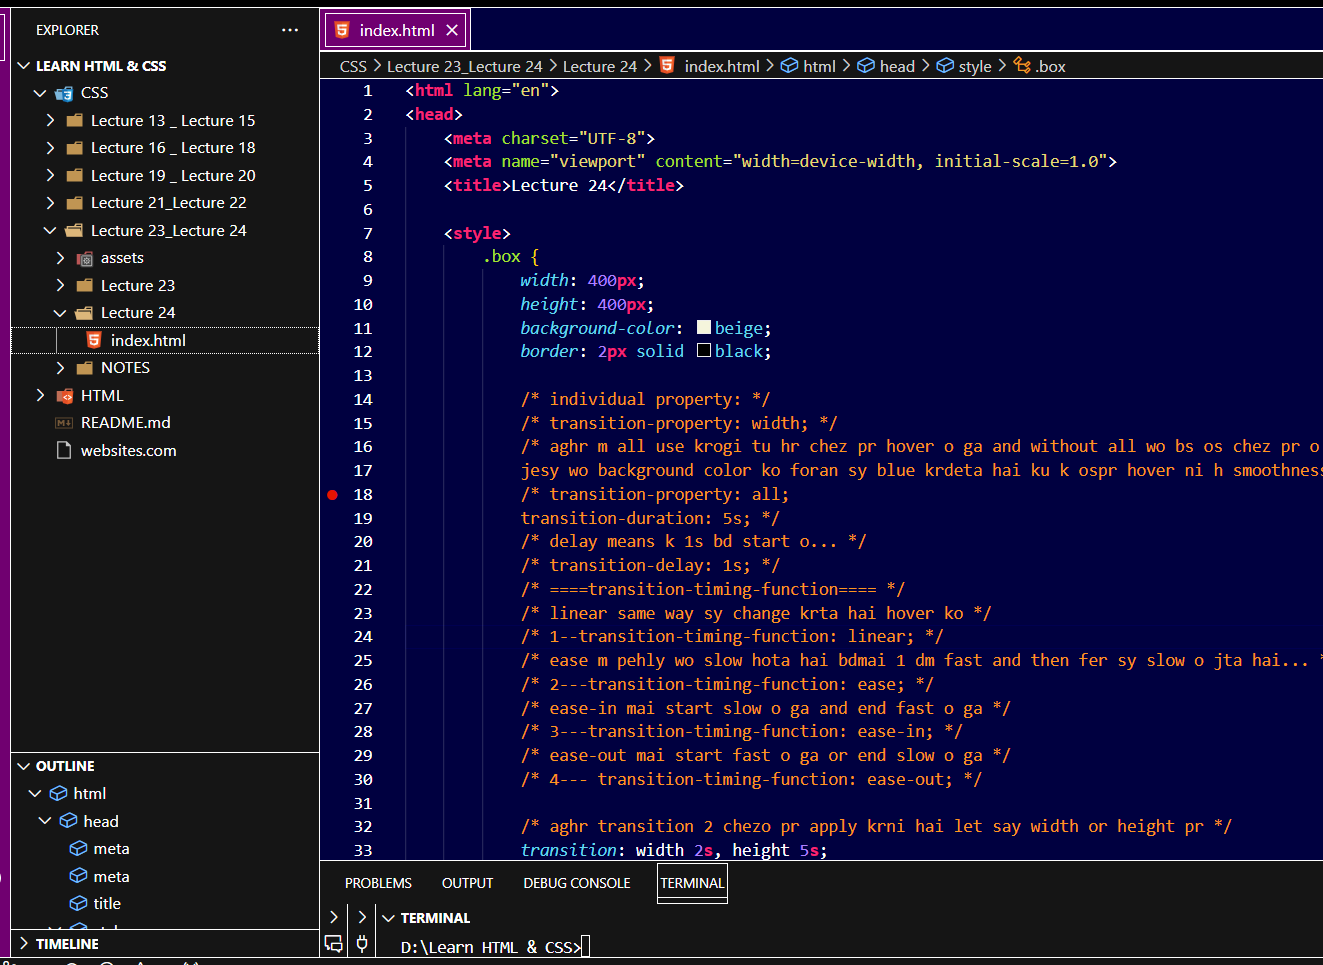 EXPLORER
LEARN HTML & CSS
CSS
Lecture 13 _ Lecture 15
Lecture 16 _ Lecture 18
Lecture 19 _ Lecture 20
Lecture 21_Lecture 22
Lecture 23_Lecture 24
assets
Lecture 23
Lecture 24
index.html
NOTES
HTML
README.md
websites.com
OUTLINE
html
head
meta
meta
title
TIMELINE
index.html
CSS > Lecture 23_Lecture 24 > Lecture 24 > index.html > html > head > style > .box
1 <html lang="en">
2 <head>
3 <meta charset="UTF-8">
4 <meta name="viewport" content="width=device-width, initial-scale=1.0">
5 <title>Lecture 24</title>
6
7 <style>
8 .box {
9 width: 400px;
10 height: 400px;
11 background-color: beige;
12 border: 2px solid black;
13
14 /* individual property: */
15 /* transition-property: width; */
16 /* aghr m all use krogi tu hr chez pr hover o ga and without all wo bs os chez pr o
17 jesy wo background color ko foran sy blue krdeta hai ku k ospr hover ni h smoothness
18 /* transition-property: all;
19 transition-duration: 5s; */
20 /* delay means k 1s bd start o... */
21 /* transition-delay: 1s; */
22 /* ====transition-timing-function==== */
23 /* linear same way sy change krta hai hover ko */
24 /* 1--transition-timing-function: linear; */
25 /* ease m pehly wo slow hota hai bdmai 1 dm fast and then fer sy slow o jta hai... *
26 /* 2---transition-timing-function: ease; */
27 /* ease-in mai start slow o ga and end fast o ga */
28 /* 3---transition-timing-function: ease-in; */
29 /* ease-out mai start fast o ga or end slow o ga */
30 /* 4--- transition-timing-function: ease-out; */
31
32 /* aghr transition 2 chezo pr apply krni hai let say width or height pr */
33 transition: width 2s, height 5s;
PROBLEMS OUTPUT DEBUG CONSOLE TERMINAL
TERMINAL
D:\Learn HTML & CSS>